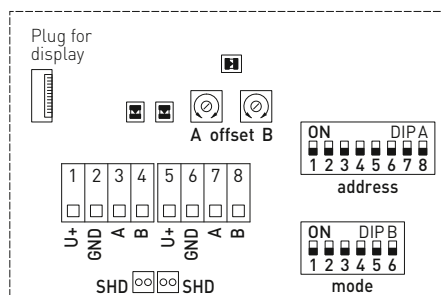 Plug for
display
A offset B
ON DIP A
1 2 3 4 5 6 7 8
address
1 2 3 4 5 6 7 8
U+ GND A B U+ GND A B
ON DIP B
1 2 3 4 5 6
mode
SHD SHD